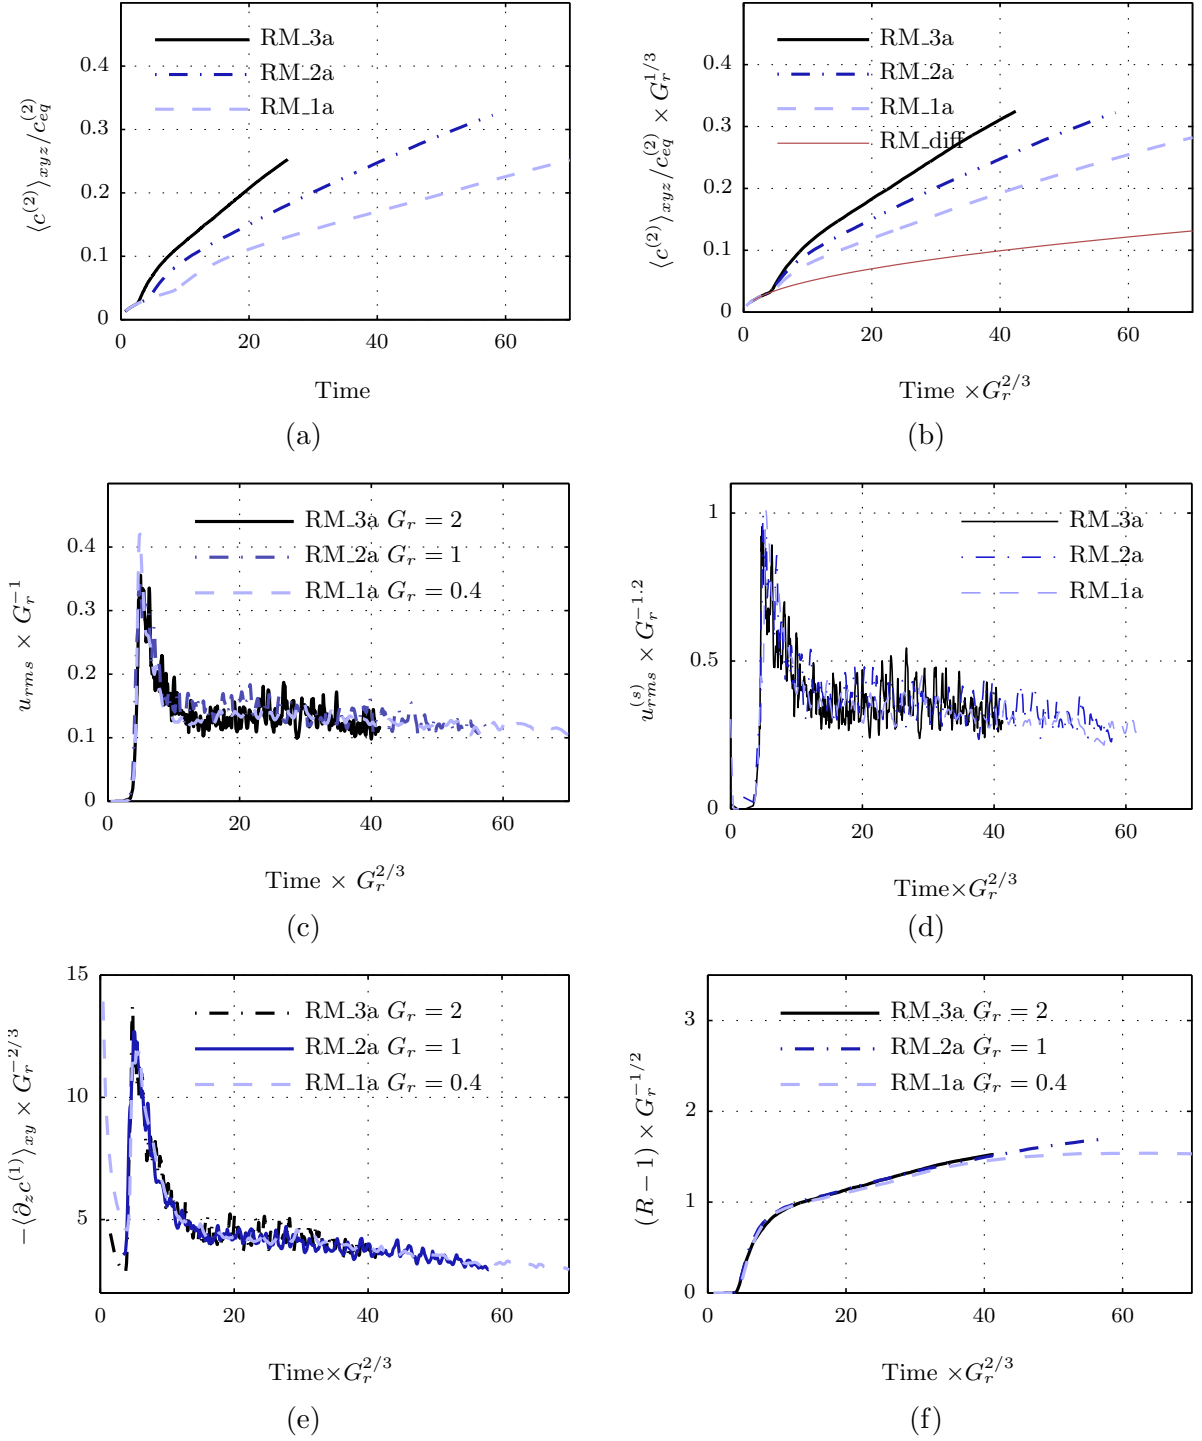 RM_3a
RM_2a
RM_1a
0.4
0.3
0.2
0.1
0
0 20 40 60
⟨c^(2)⟩_xyz/c_eq^(2)
Time
(a)
RM_3a
RM_2a
RM_1a
RM_diff
0.4
0.3
0.2
0.1
0
0 20 40 60
⟨c^(2)⟩_xyz/c_eq^(2) × G_r^1/3
Time ×G_r^2/3
(b)
RM_3a G_r = 2
RM_2a G_r = 1
RM_1a G_r = 0.4
0.4
0.3
0.2
0.1
0
0 20 40 60
u_rms × G_r^−1
Time × G_r^2/3
(c)
RM_3a
RM_2a
RM_1a
1
0.5
0
0 20 40 60
u_rms^(s) × G_r^−1.2
Time×G_r^2/3
(d)
RM_3a G_r = 2
RM_2a G_r = 1
RM_1a G_r = 0.4
15
10
5
0 20 40 60
−⟨∂_z c^(1)⟩_xy × G_r^−2/3
Time×G_r^2/3
(e)
RM_3a G_r = 2
RM_2a G_r = 1
RM_1a G_r = 0.4
3
2
1
0
0 20 40 60
(R − 1) × G_r^−1/2
Time ×G_r^2/3
(f)